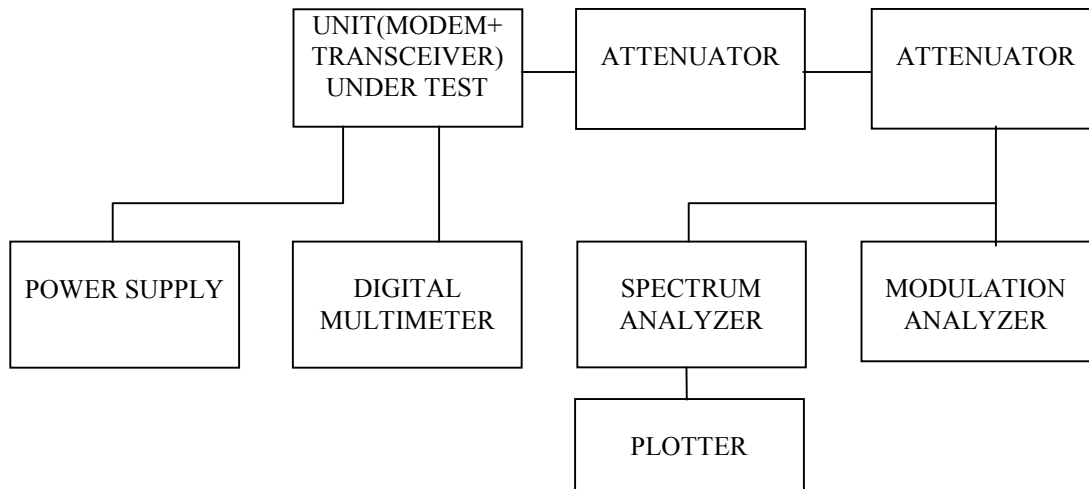 UNIT(MODEM+
TRANSCEIVER)
UNDER TEST
ATTENUATOR
ATTENUATOR
POWER SUPPLY
DIGITAL
MULTIMETER
SPECTRUM
ANALYZER
MODULATION
ANALYZER
PLOTTER